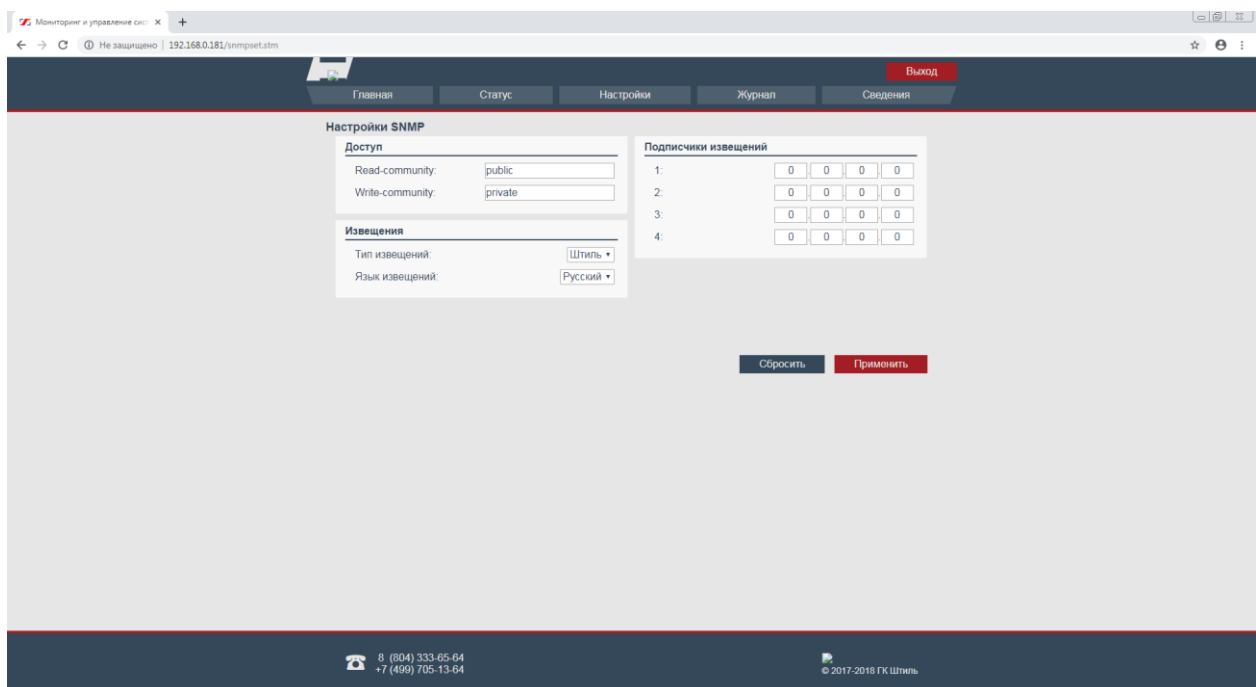 Мониторинг и управление сис
Не защищено | 192.168.0.181/snmpset.stm
Выход
Главная Статус Настройки Журнал Сведения
Настройки SNMP
Доступ
Read-community: public
Write-community: private
Извещения
Тип извещений: Штиль
Язык извещений: Русский
Подписчики извещений
1: 0 . 0 . 0 . 0
2: 0 . 0 . 0 . 0
3: 0 . 0 . 0 . 0
4: 0 . 0 . 0 . 0
Сбросить Применить
8 (804) 333-65-64
+7 (499) 705-13-64
© 2017-2018 ГК Штиль